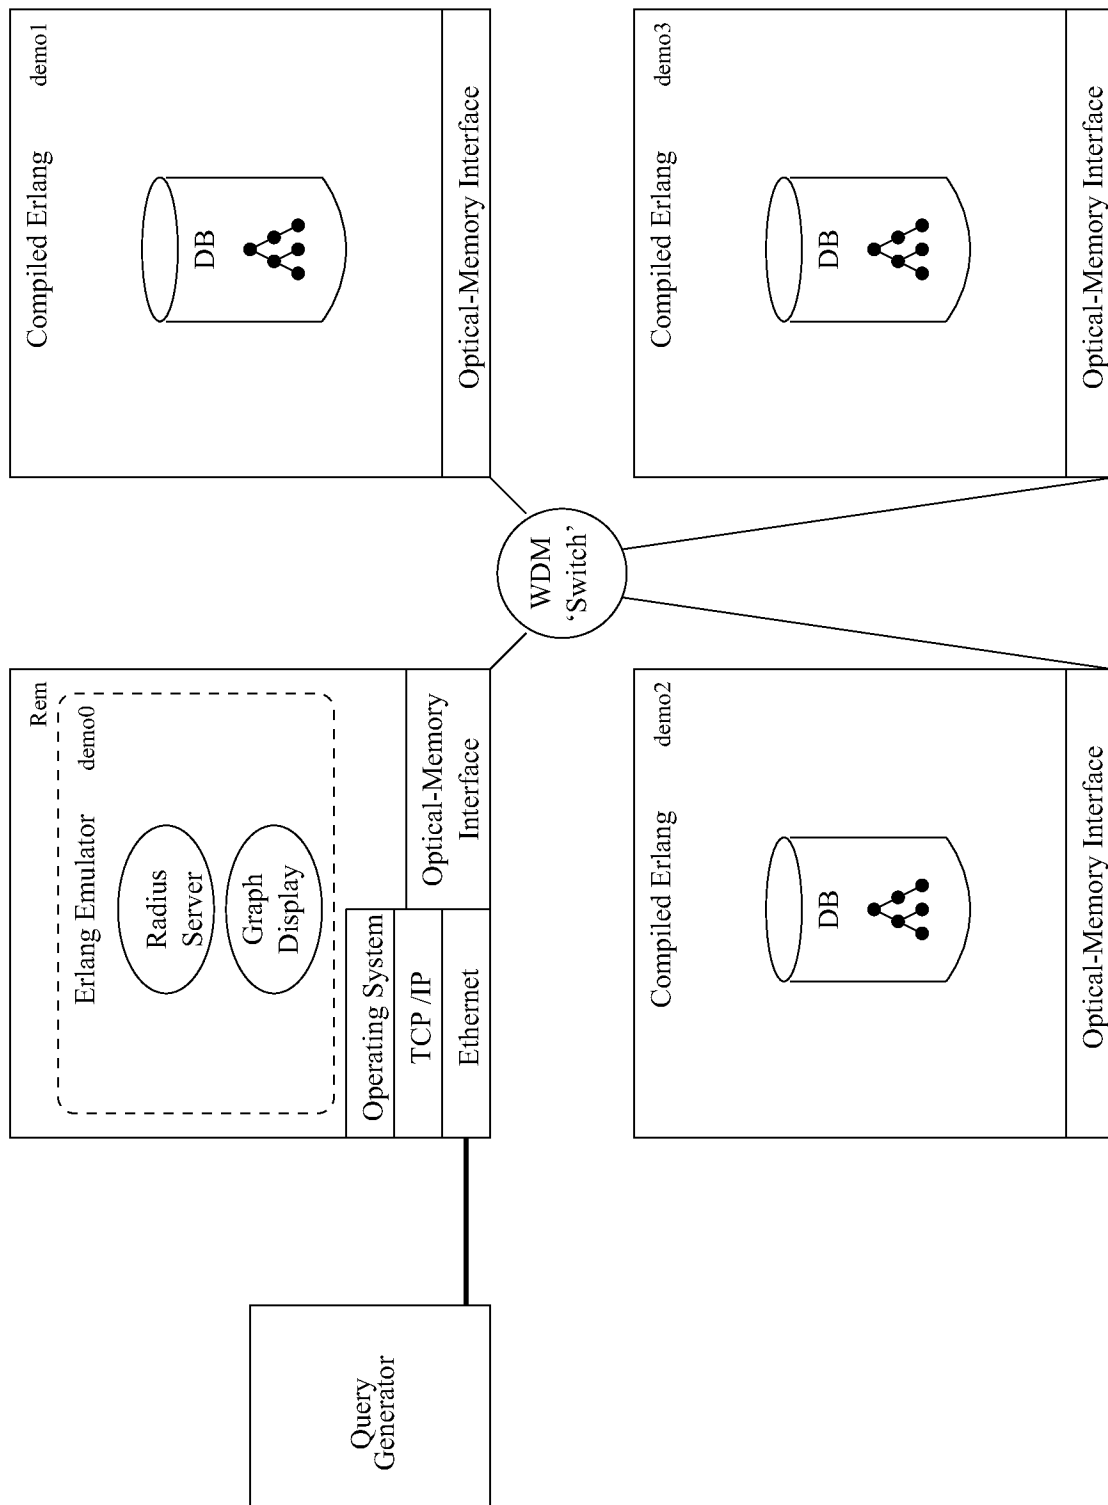 Query
Generator
Rem
Erlang Emulator
demo0
Radius
Server
Graph
Display
Operating System
TCP /IP
Ethernet
Optical-Memory
Interface
WDM
‘Switch’
Compiled Erlang
demo1
DB
Optical-Memory Interface
Compiled Erlang
demo2
DB
Optical-Memory Interface
Compiled Erlang
demo3
DB
Optical-Memory Interface